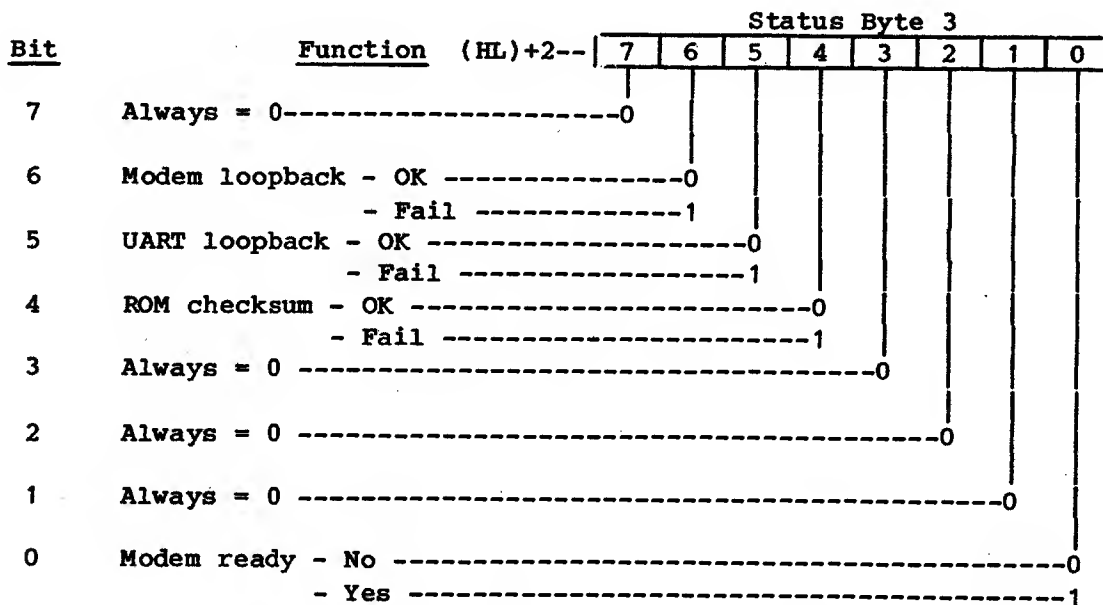 Status Byte 3
Bit Function (HL)+2--| 7 | 6 | 5 | 4 | 3 | 2 | 1 | 0
7 Always = 0---------------------0
6 Modem loopback - OK ---------------0
- Fail -------------1
5 UART loopback - OK --------------------0
- Fail ------------------1
4 ROM checksum - OK -------------------------0
- Fail -----------------------1
3 Always = 0 ------------------------------------0
2 Always = 0 ----------------------------------------0
1 Always = 0 --------------------------------------------0
0 Modem ready - No ------------------------------------------0
- Yes -----------------------------------------1